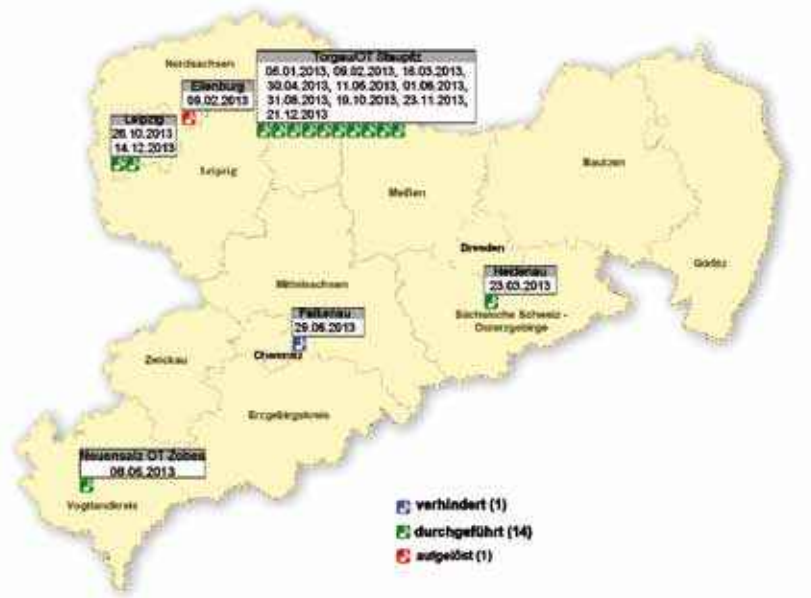 Nordsachsen
Torgau/OT Staupitz
05.01.2013, 09.02.2013, 16.03.2013,
30.04.2013, 11.05.2013, 01.06.2013,
31.08.2013, 19.10.2013, 23.11.2013,
21.12.2013
Eilenburg
09.02.2013
Leipzig
26.10.2013
14.12.2013
Leipzig
Meißen
Bautzen
Görlitz
Dresden
Heidenau
23.03.2013
Sächsische Schweiz -
Osterzgebirge
Mittelsachsen
Falkenau
29.06.2013
Chemnitz
Zwickau
Erzgebirgskreis
Neuensalz OT Zobes
08.06.2013
Vogtlandkreis
verhindert (1)
durchgeführt (14)
aufgelöst (1)